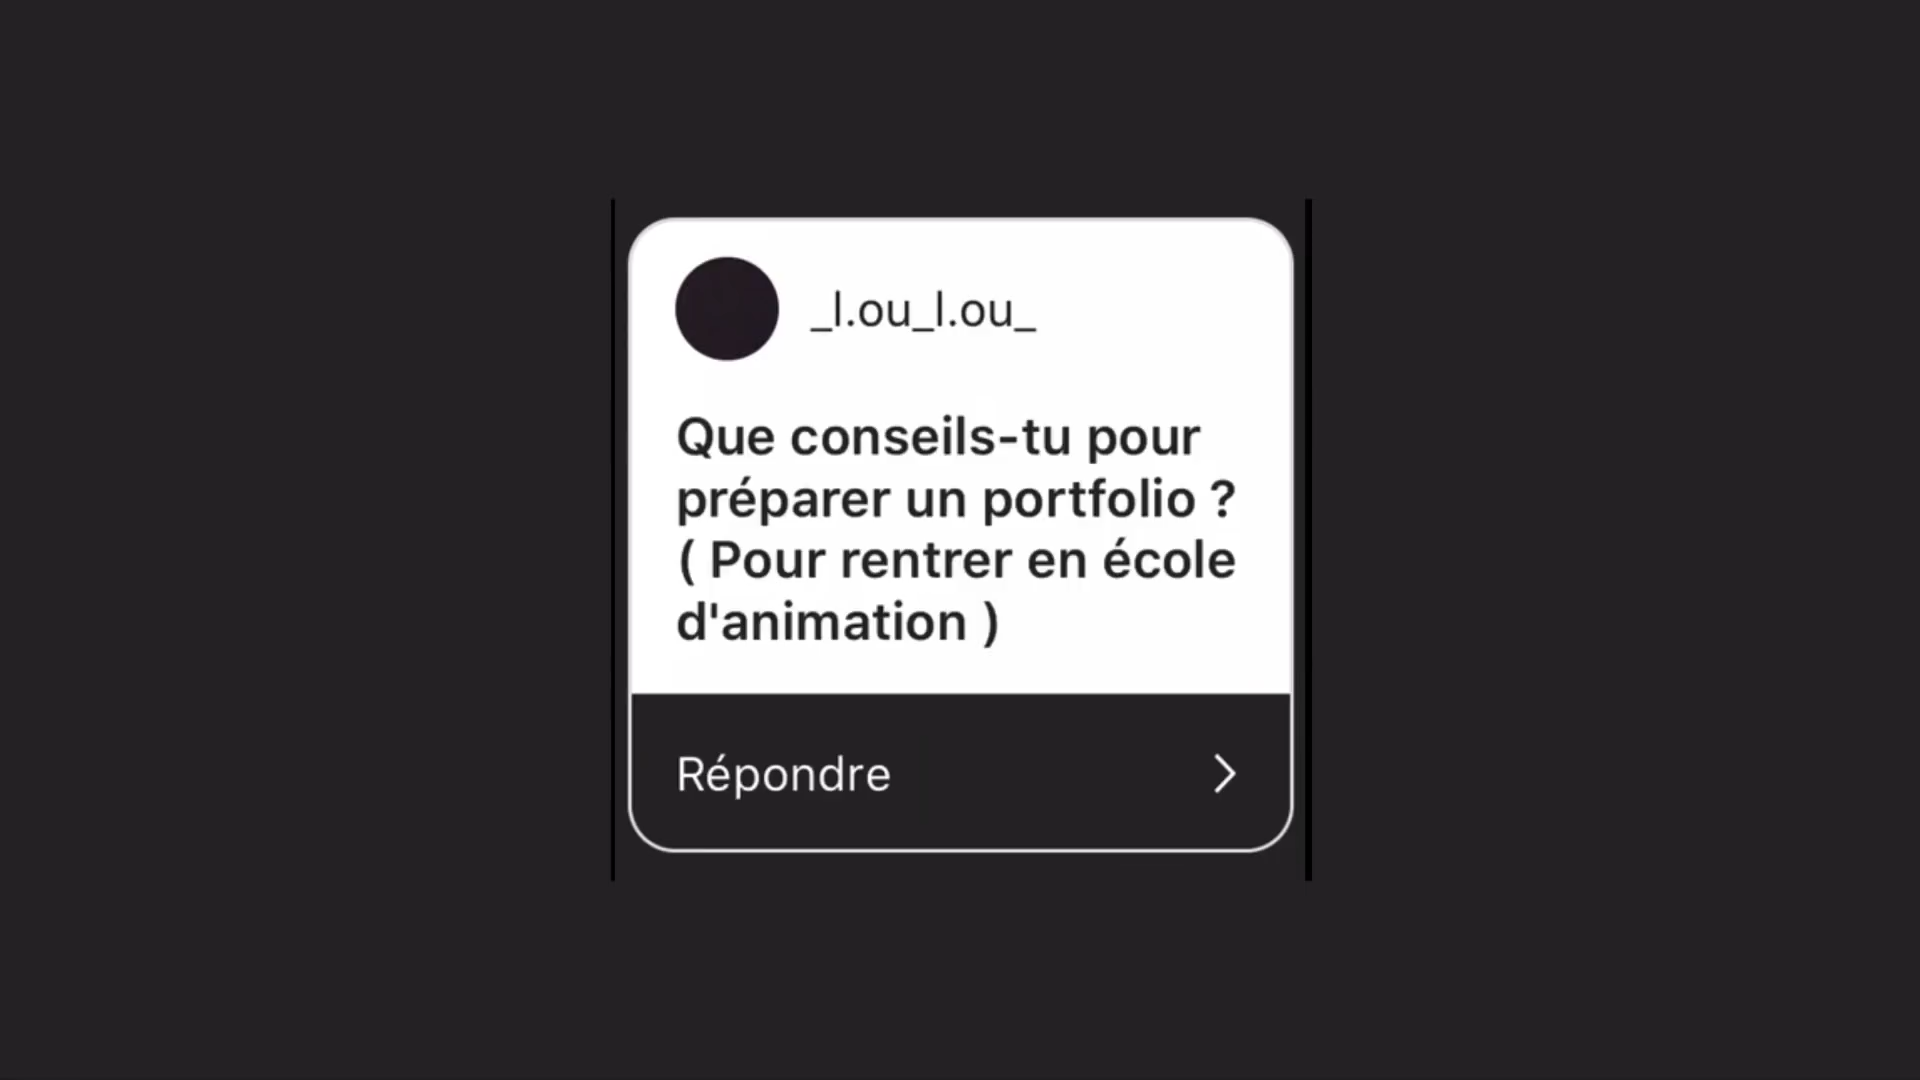 _l.ou_l.ou_
Que conseils-tu pour
préparer un portfolio ?
( Pour rentrer en école
d'animation )
Répondre